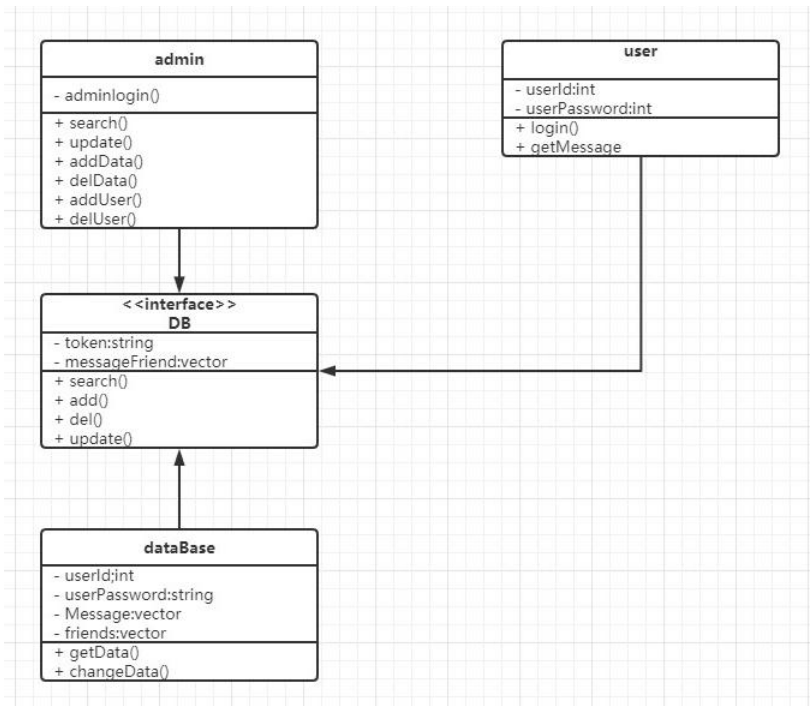 admin
- adminlogin()
+ search()
+ update()
+ addData()
+ delData()
+ addUser()
+ delUser()
user
- userId:int
- userPassword:int
+ login()
+ getMessage
<<interface>>
DB
- token:string
- messageFriend:vector
+ search()
+ add()
+ del()
+ update()
dataBase
- userId;int
- userPassword:string
- Message:vector
- friends:vector
+ getData()
+ changeData()